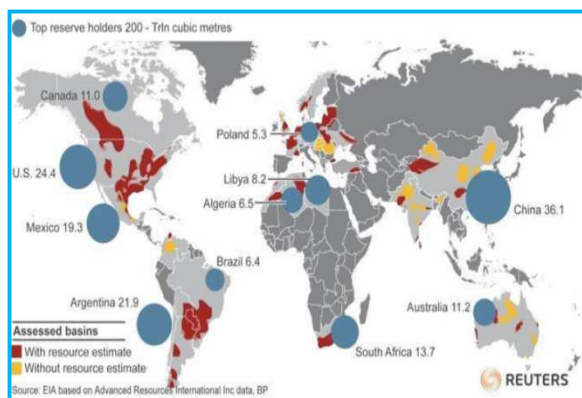 Top reserve holders 200 - Trln cubic metres
Canada 11.0
Poland 5.3
U.S. 24.4
Libya 8.2
Algeria 6.5
China 36.1
Mexico 19.3
Brazil 6.4
Argentina 21.9
Australia 11.2
South Africa 13.7
Assessed basins
With resource estimate
Without resource estimate
Source: EIA based on Advanced Resources International Inc data, BP
REUTERS